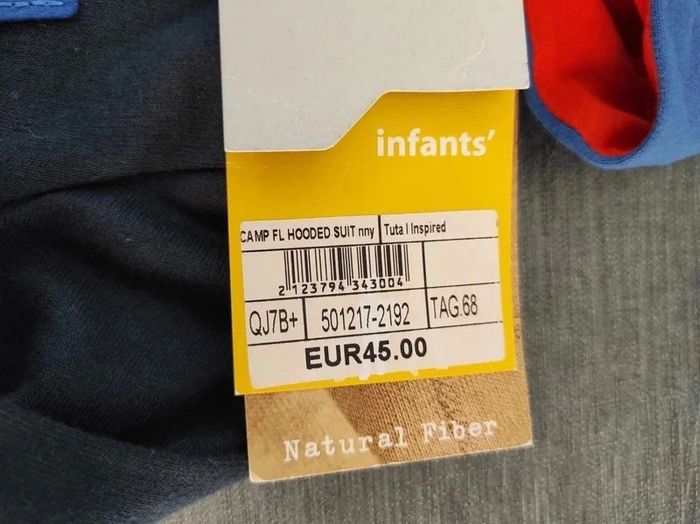 infants'
CAMP FL HOODED SUIT nny Tuta I Inspired
2 123794 343004
QJ7B+ 501217-2192 TAG.68
EUR45.00
Natural Fiber